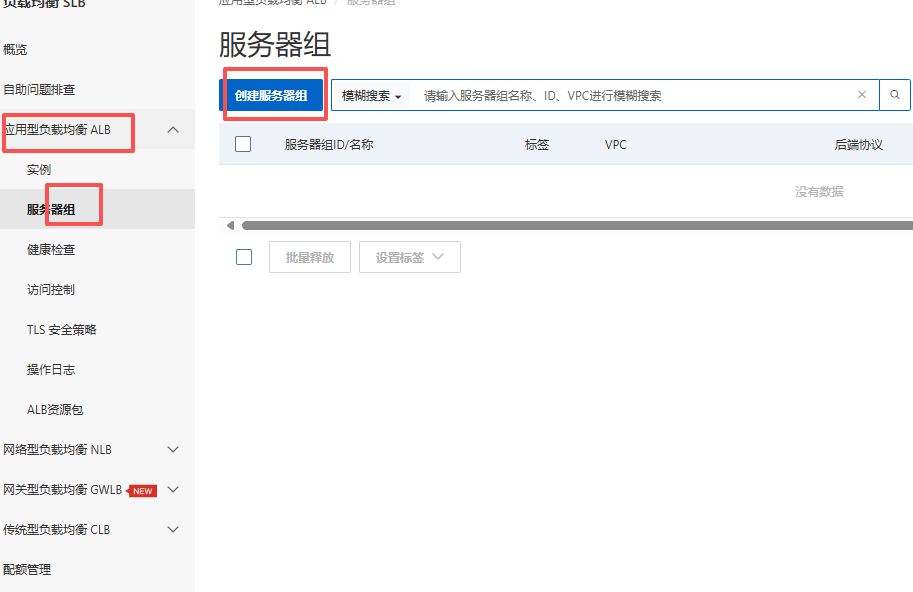 负载均衡 SLB
概览
自助问题排查
应用型负载均衡 ALB
实例
服务器组
健康检查
访问控制
TLS 安全策略
操作日志
ALB资源包
网络型负载均衡 NLB
网关型负载均衡 GWLB NEW
传统型负载均衡 CLB
配额管理
应用型负载均衡 ALB / 服务器组
服务器组
创建服务器组 模糊搜索 请输入服务器组名称、ID、VPC进行模糊搜索
服务器组ID/名称 标签 VPC 后端协议
没有数据
批量释放 设置标签